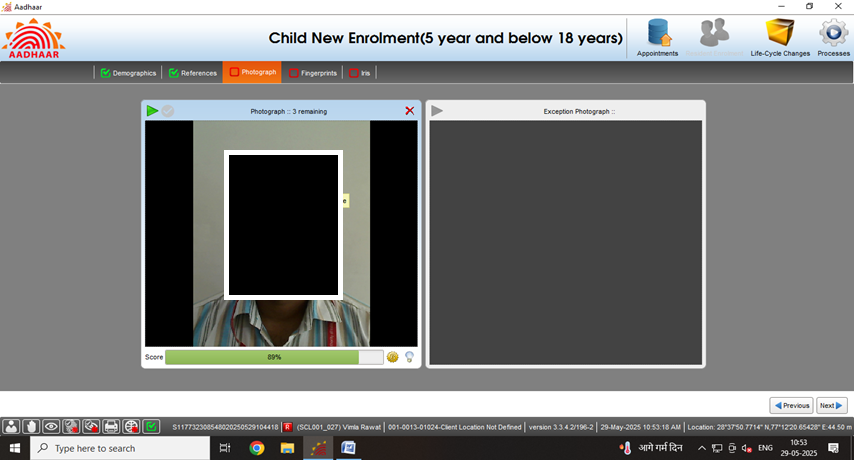 Aadhaar
AADHAAR
Child New Enrolment(5 year and below 18 years)
Appointments
Life-Cycle Changes
Processes
Demographics
References
Photograph
Fingerprints
Iris
Photograph :: 3 remaining
Exception Photograph ::
e
Score
89%
Previous
Next
S11773230854802025052910 4418
R
(SCL001_027) Vimla Rawat
001-0013-01024-Client Location Not Defined
version 3.3.4.2/196-2
29-May-2025 10:53:18 AM
Location: 28°37'50.7714" N,77°12'20.65428" E:44.50 m
Type here to search
आगे गर्म दिन
ENG
10:53
29-05-2025